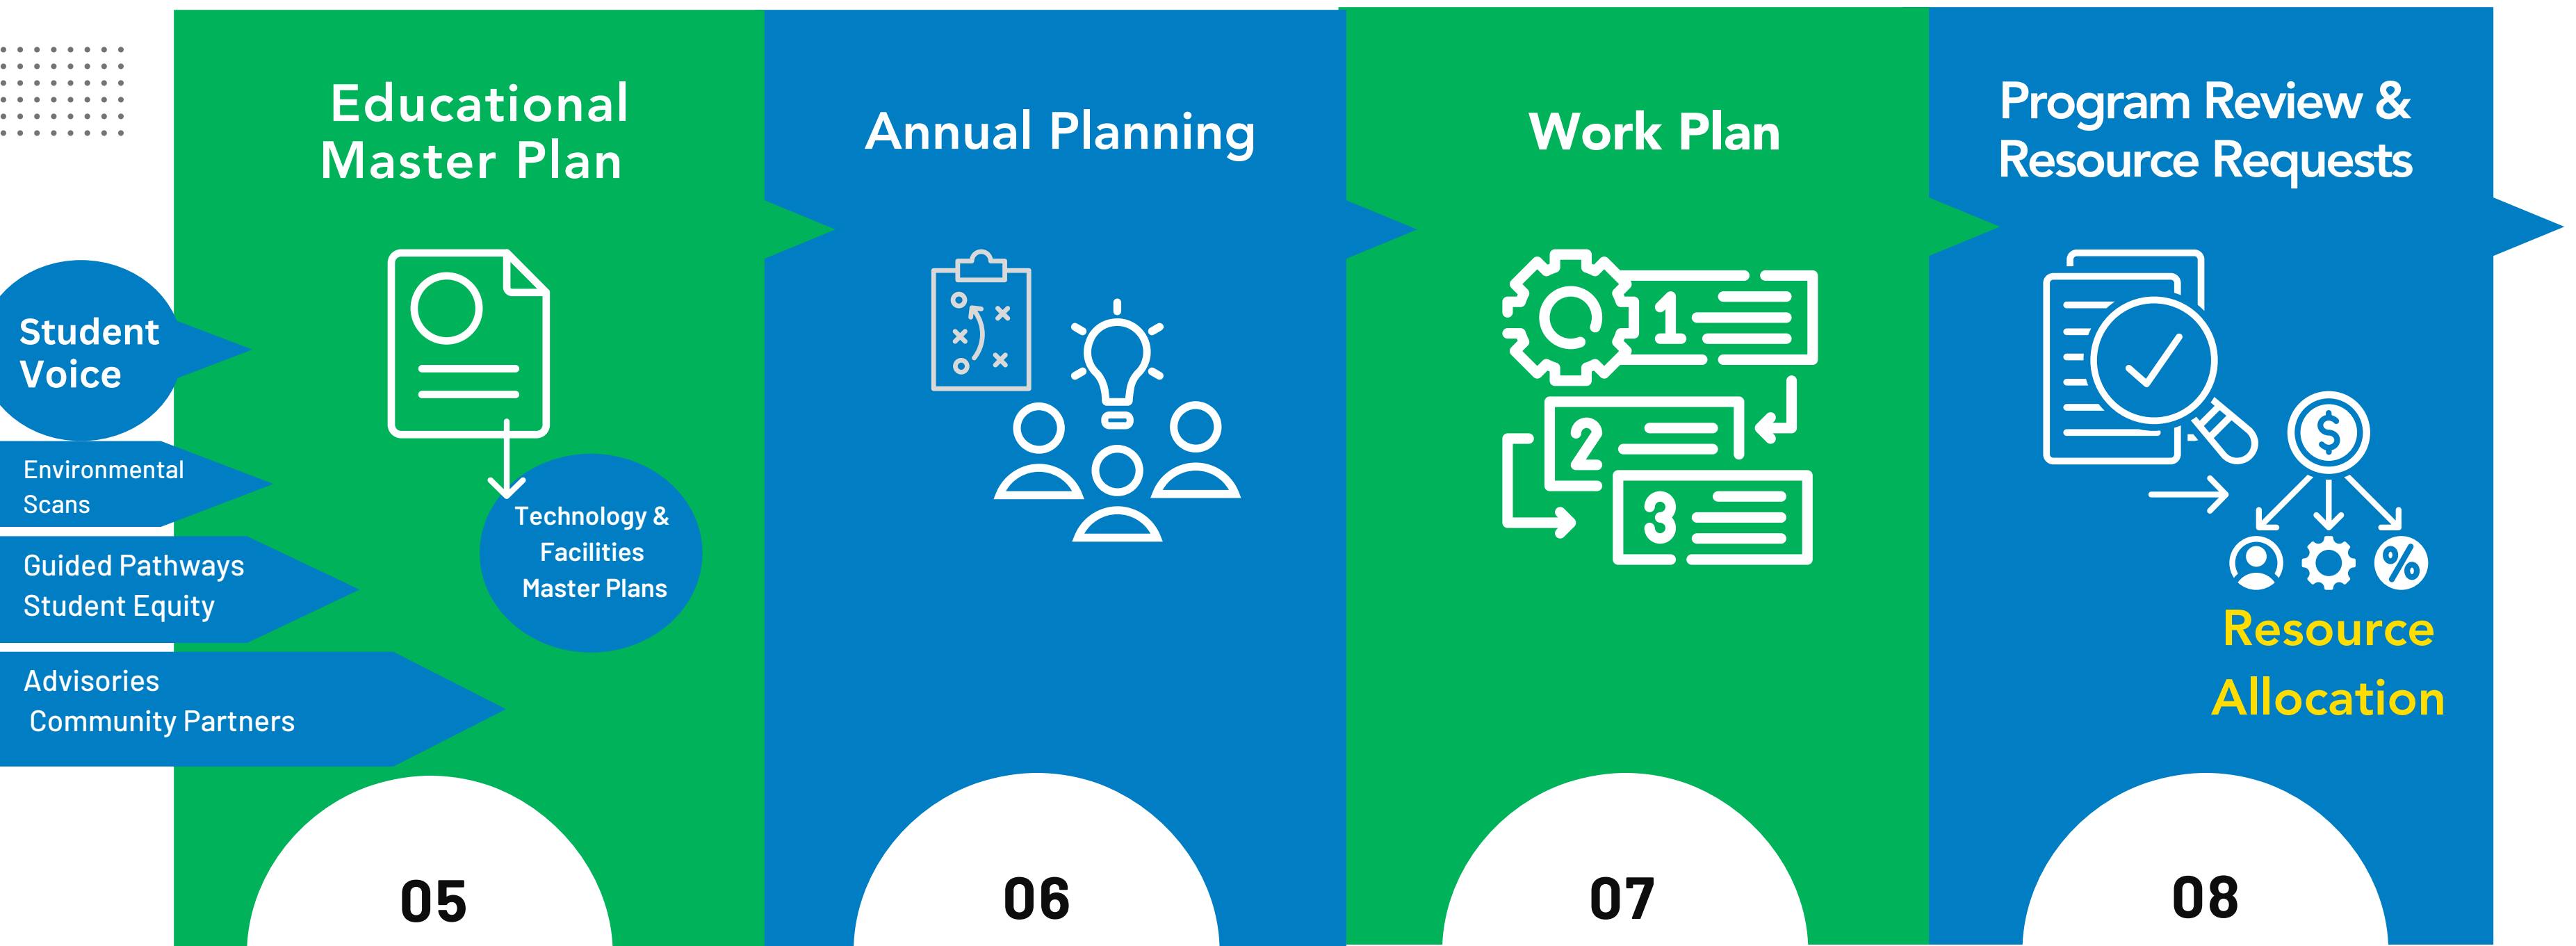 Educational
Master Plan
Student
Voice
Environmental
Scans
Guided Pathways
Student Equity
Advisories
Community Partners
Technology &
Facilities
Master Plans
05
Annual Planning
06
Work Plan
1
2
3
07
Program Review &
Resource Requests
$
%
Resource
Allocation
08